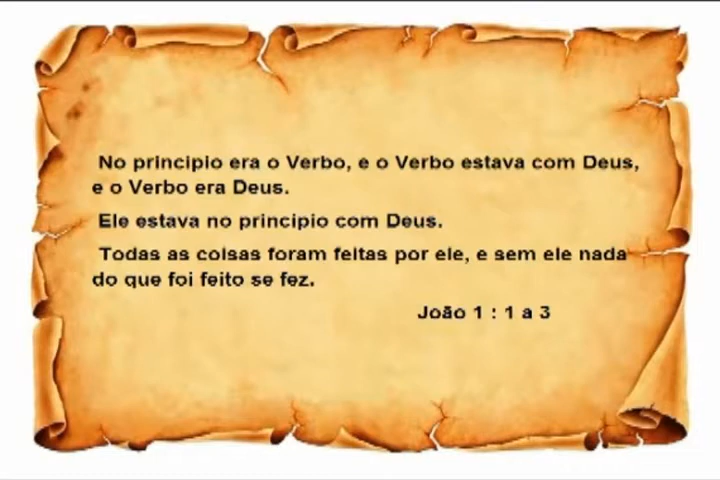 No principio era o Verbo, e o Verbo estava com Deus,
e o Verbo era Deus.
Ele estava no principio com Deus.
Todas as coisas foram feitas por ele, e sem ele nada
do que foi feito se fez.
João 1 : 1 a 3